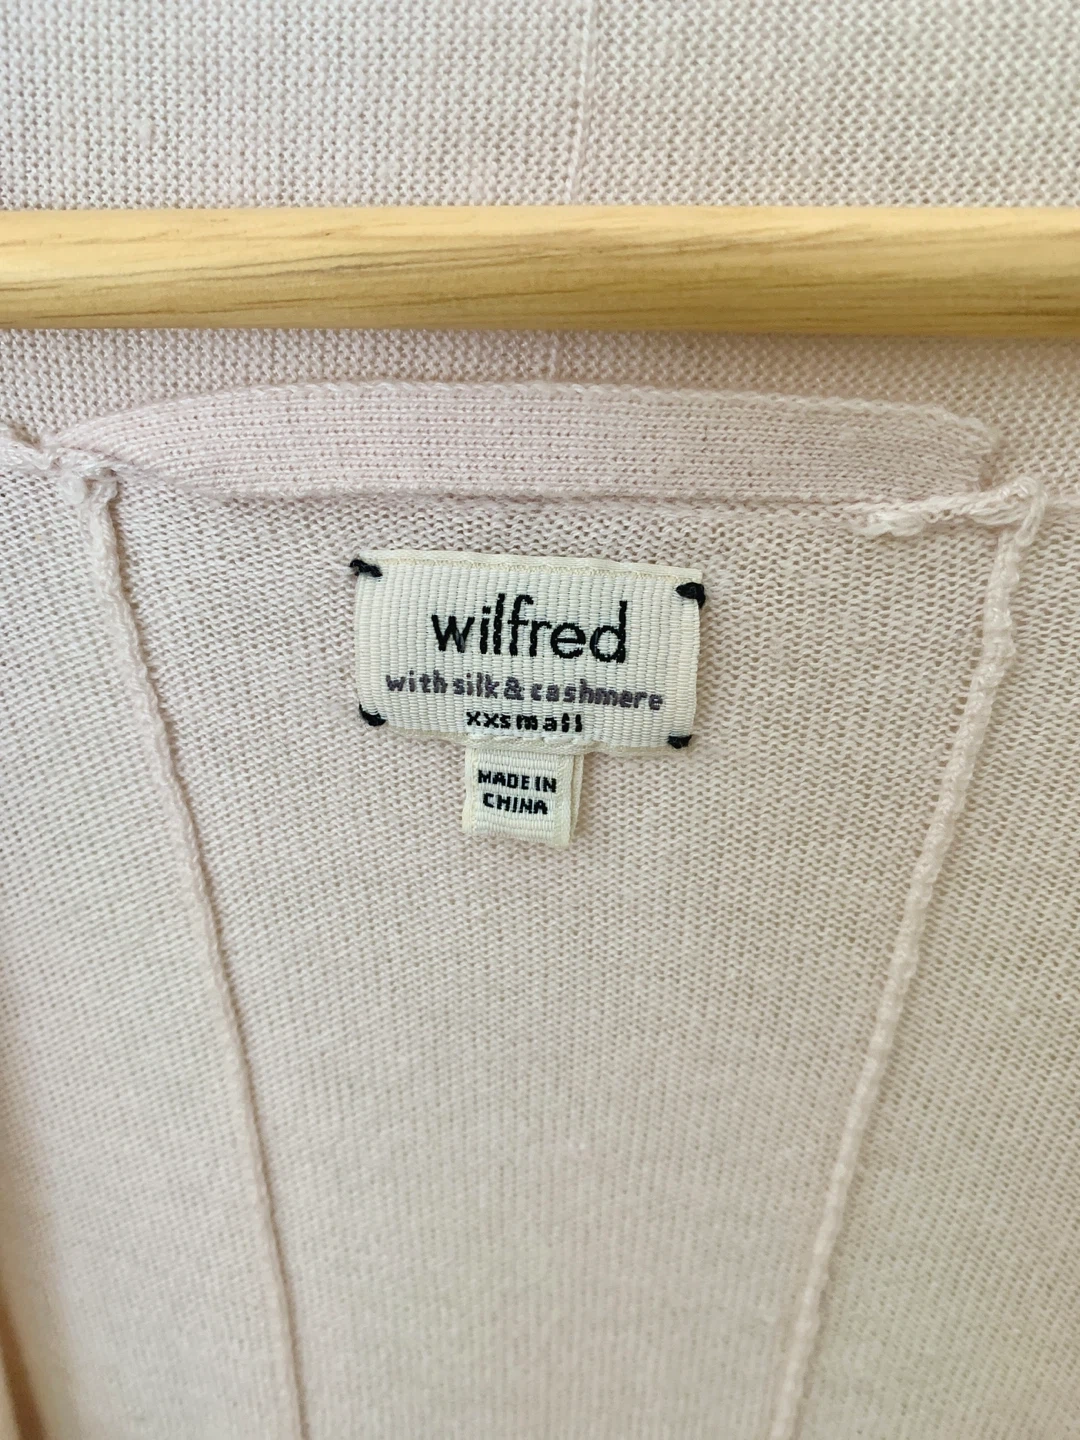 wilfred
with silk & cashmere
xxsmall
MADE IN
CHINA